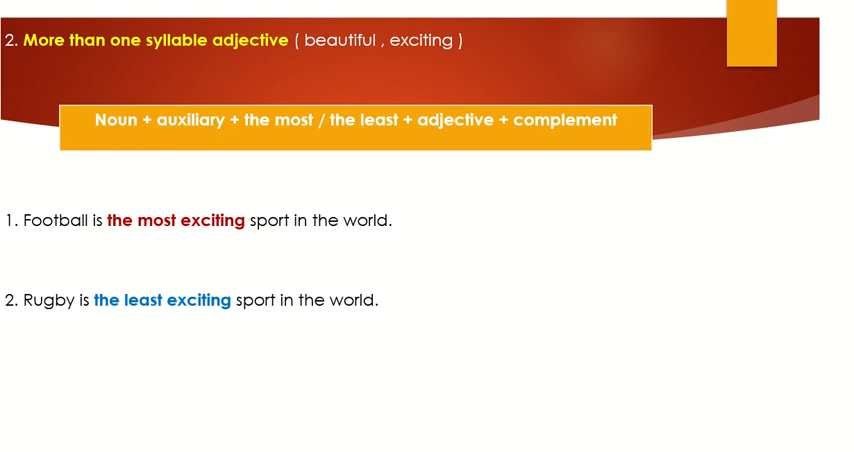 2. More than one syllable adjective ( beautiful , exciting )
Noun + auxiliary + the most / the least + adjective + complement
1. Football is the most exciting sport in the world.
2. Rugby is the least exciting sport in the world.